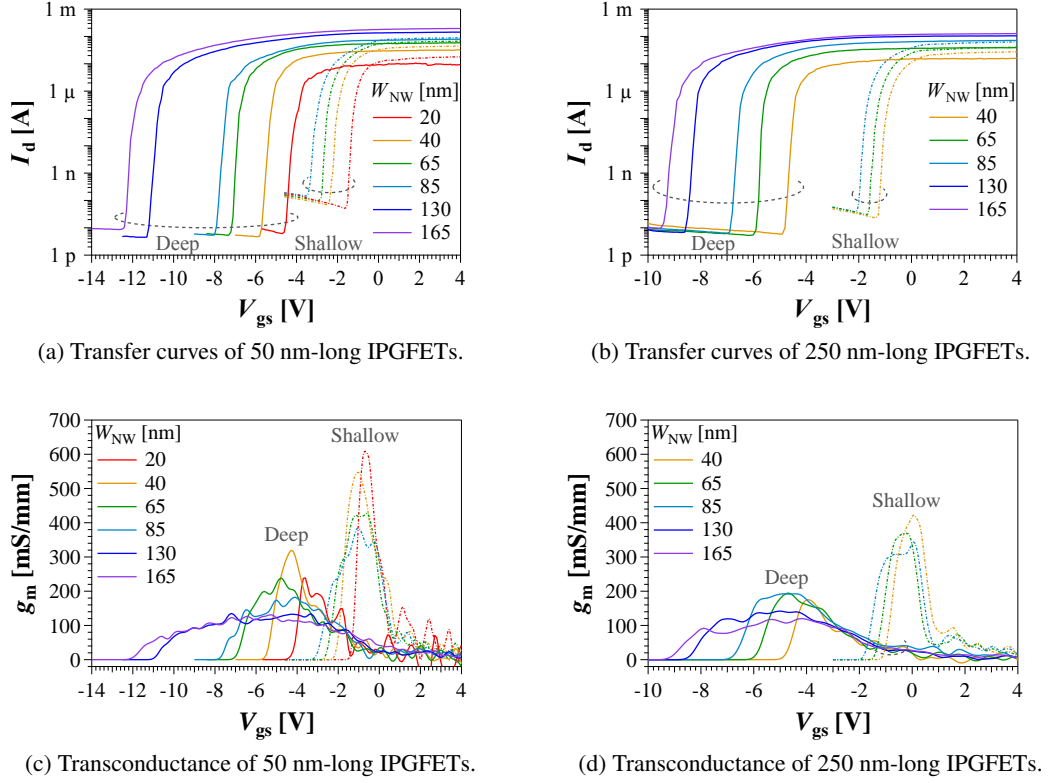 1 m
1 µ
1 n
1 p
I_d [A]
W_NW [nm]
20
40
65
85
130
165
Deep
Shallow
-14 -12 -10 -8 -6 -4 -2 0 2 4
V_gs [V]
(a) Transfer curves of 50 nm-long IPGFETs.
1 m
1 µ
1 n
1 p
I_d [A]
W_NW [nm]
40
65
85
130
165
Deep
Shallow
-10 -8 -6 -4 -2 0 2 4
V_gs [V]
(b) Transfer curves of 250 nm-long IPGFETs.
700
600
500
400
300
200
100
0
g_m [mS/mm]
W_NW [nm]
20
40
65
85
130
165
Shallow
Deep
-14 -12 -10 -8 -6 -4 -2 0 2 4
V_gs [V]
(c) Transconductance of 50 nm-long IPGFETs.
700
600
500
400
300
200
100
0
g_m [mS/mm]
W_NW [nm]
40
65
85
130
165
Shallow
Deep
-10 -8 -6 -4 -2 0 2 4
V_gs [V]
(d) Transconductance of 250 nm-long IPGFETs.